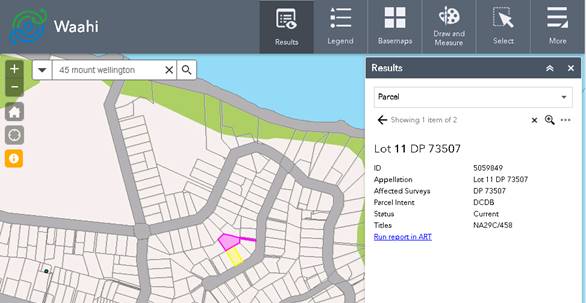 Waahi
Results
Legend
Basemaps
Draw and
Measure
Select
More
45 mount wellington
Results
Parcel
Showing 1 item of 2
Lot 11 DP 73507
ID 5059849
Appellation Lot 11 DP 73507
Affected Surveys DP 73507
Parcel Intent DCDB
Status Current
Titles NA29C/458
Run report in ART